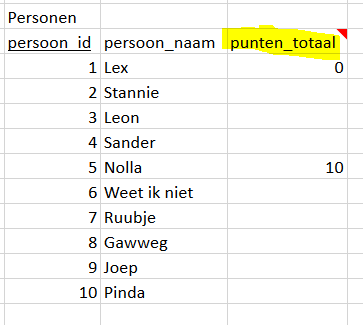 Personen
persoon_id persoon_naam punten_totaal
1 Lex 0
2 Stannie
3 Leon
4 Sander
5 Nolla 10
6 Weet ik niet
7 Ruubje
8 Gawweg
9 Joep
10 Pinda